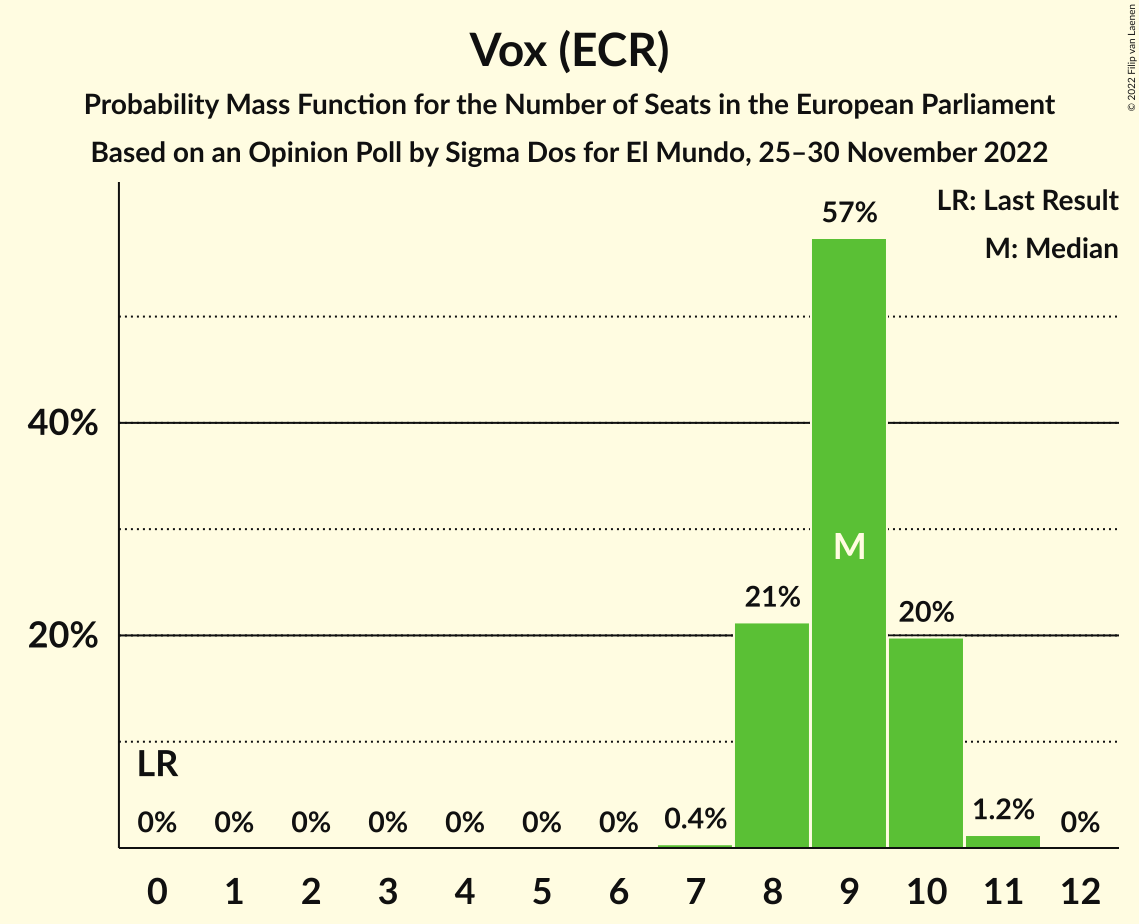 Vox (ECR)
Probability Mass Function for the Number of Seats in the European Parliament
Based on an Opinion Poll by Sigma Dos for El Mundo, 25–30 November 2022
© 2022 Filip van Laenen
LR: Last Result
M: Median
57%
40%
M
21%
20%
20%
LR
0% 0% 0% 0% 0% 0% 0% 0.4% 1.2% 0%
0 1 2 3 4 5 6 7 8 9 10 11 12